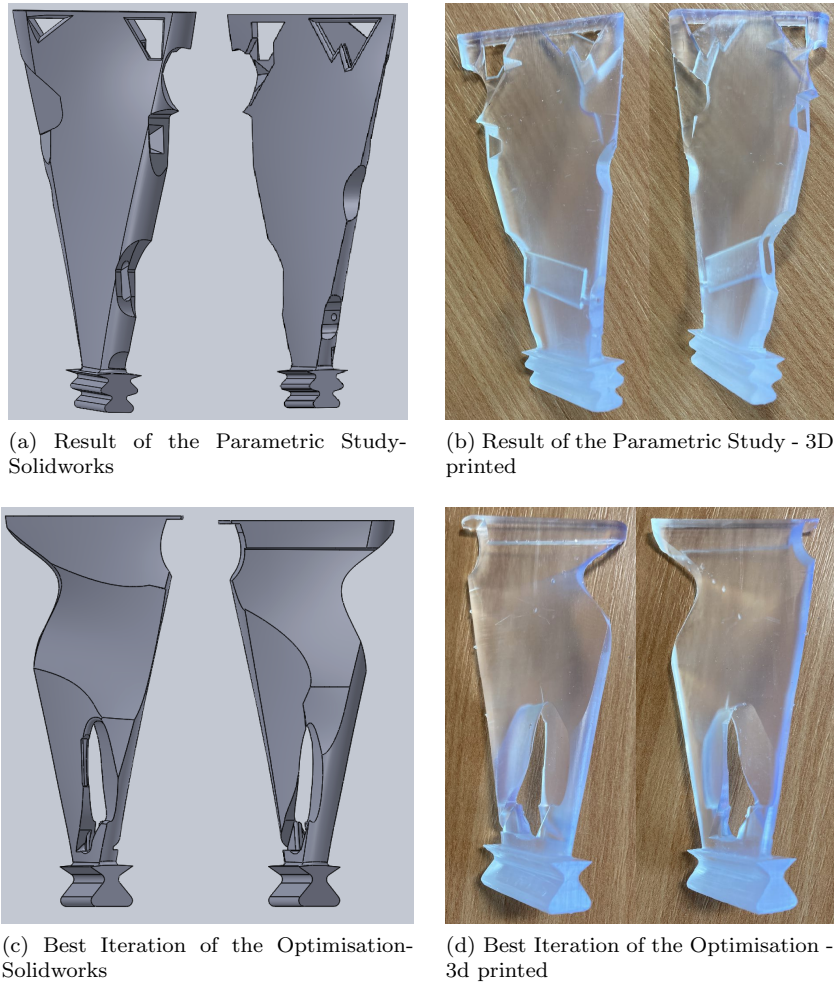 (a) Result of the Parametric Study-
Solidworks
(b) Result of the Parametric Study - 3D
printed
(c) Best Iteration of the Optimisation-
Solidworks
(d) Best Iteration of the Optimisation -
3d printed